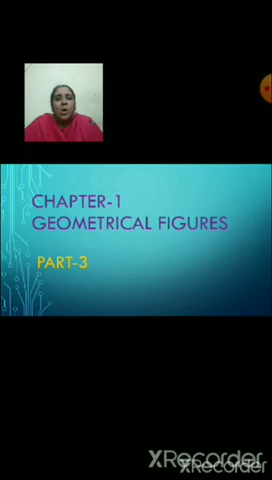 CHAPTER-1
GEOMETRICAL FIGURES
PART-3
XRecorder
XRecorder